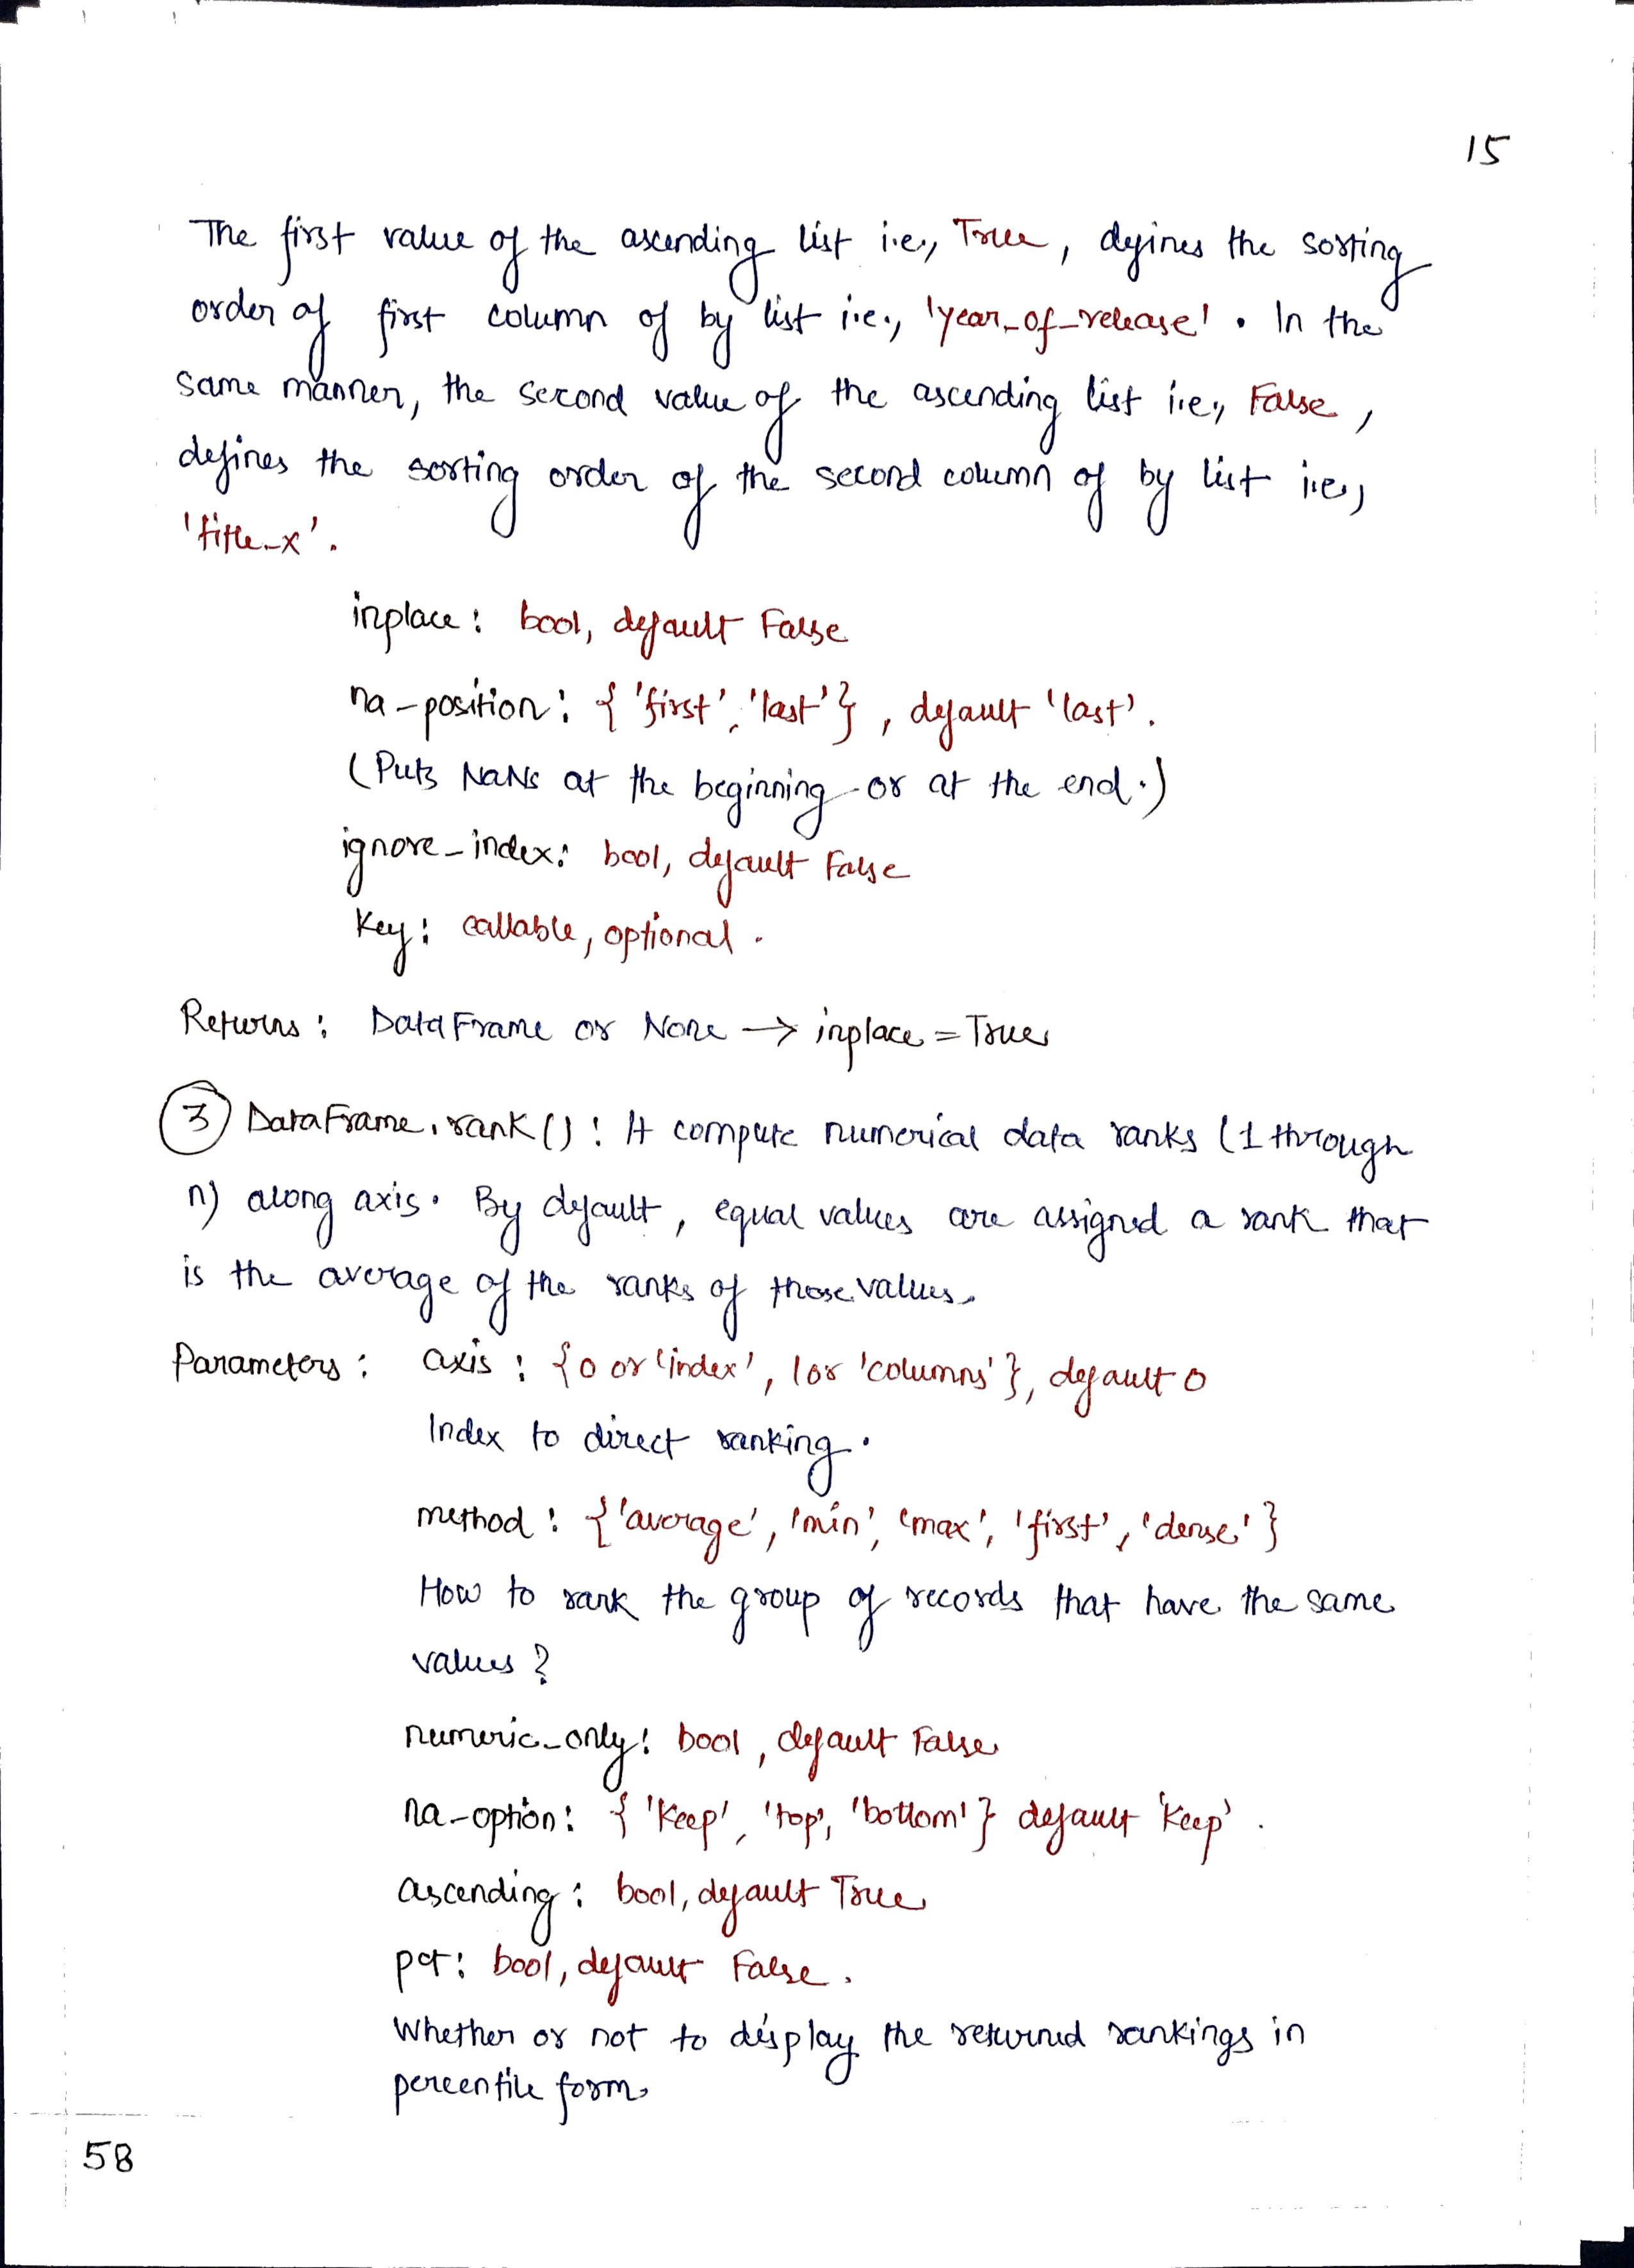 15
The first value of the ascending list i.e., True, defines the sorting
order of first column of by list i.e., 'year_of_release'. In the
same manner, the second value of the ascending list i.e., False,
defines the sorting order of the second column of by list i.e.,
'title_x'.
inplace: bool, default False
na-position: {'first', 'last'}, default 'last'.
(Puts NaNs at the beginning or at the end.)
ignore_index: bool, default False
Key: callable, optional.
Returns: DataFrame or None → inplace = True
3 DataFrame.rank(): It compute numerical data ranks (1 through
n) along axis. By default, equal values are assigned a rank that
is the average of the ranks of those values.
Parameters: axis: {0 or 'index', 1 or 'columns'}, default 0
Index to direct ranking.
method: {'average', 'min', 'max', 'first', 'dense'}
How to rank the group of records that have the same
values?
numeric_only: bool, default False
na-option: {'Keep', 'top', 'bottom'} default 'Keep'.
ascending: bool, default True
pct: bool, default False.
Whether or not to display the returned rankings in
percentile form.
58